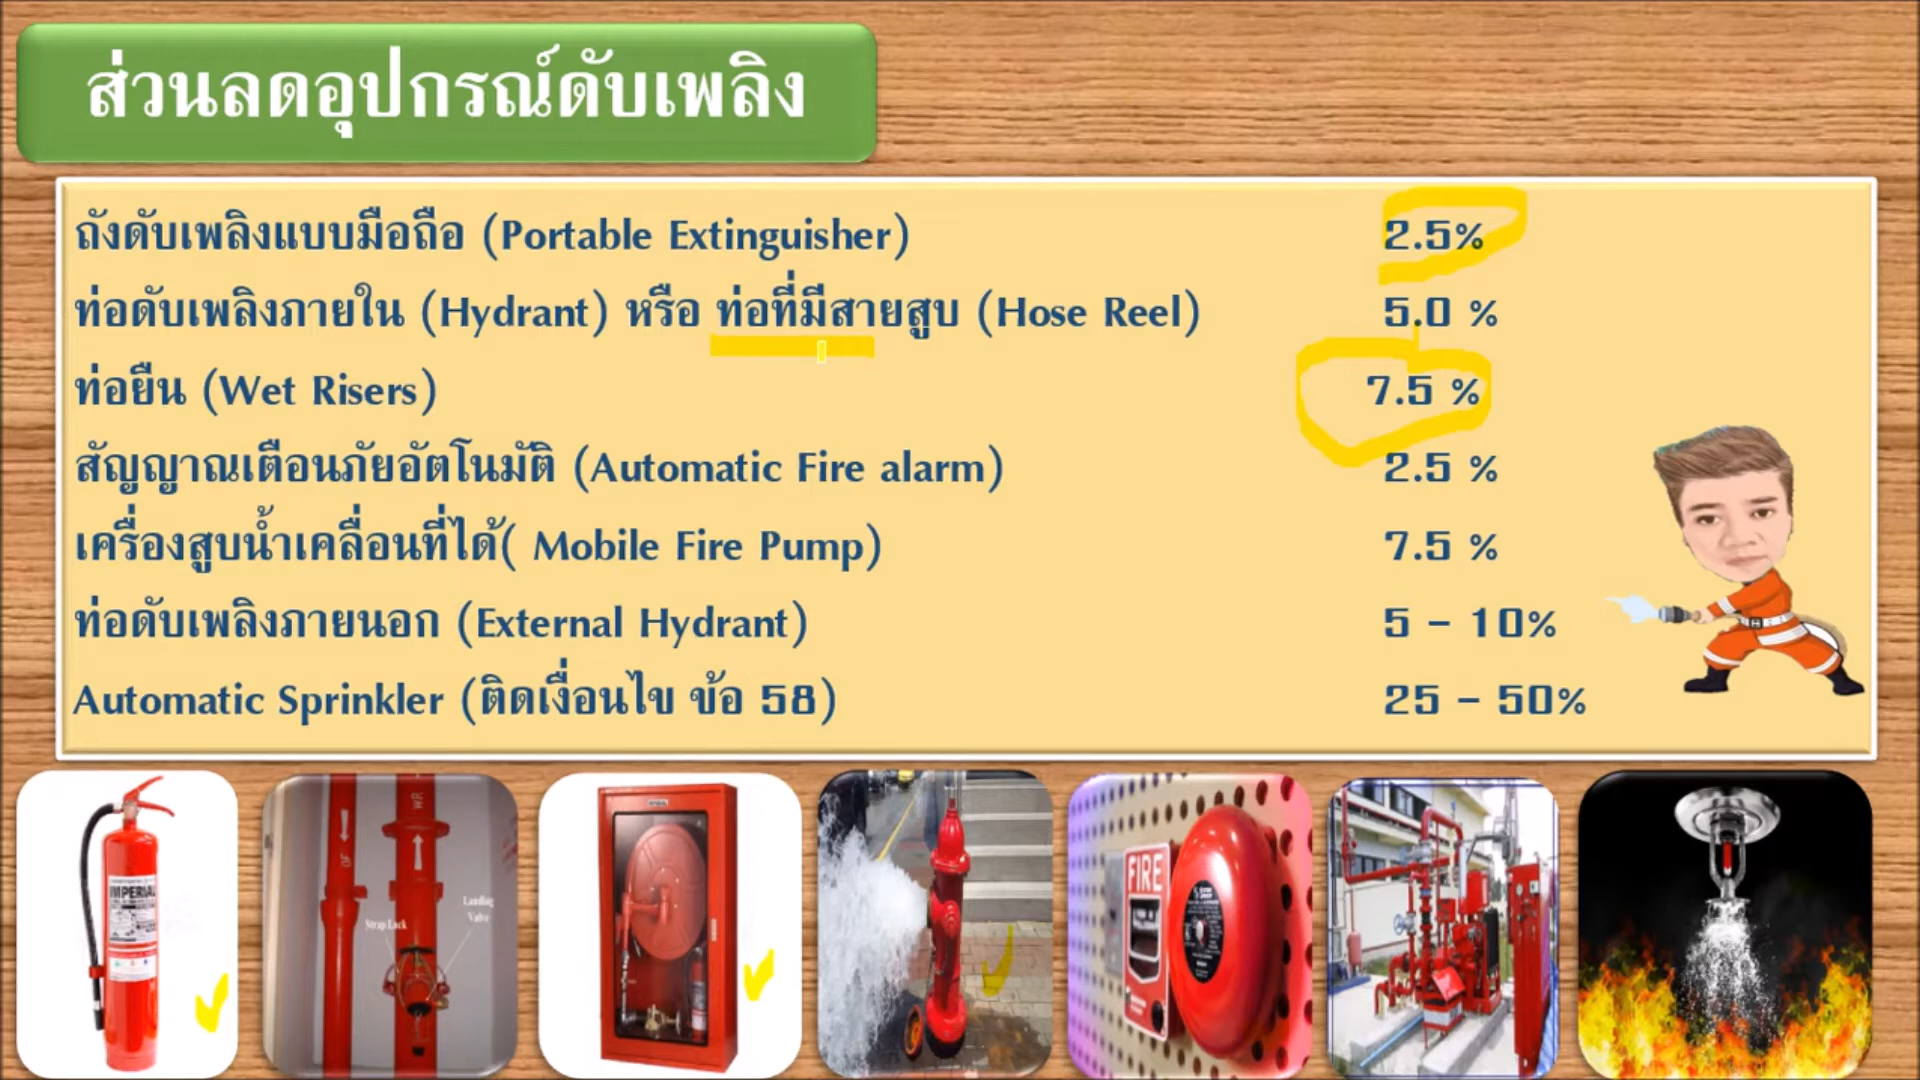 ส่วนลดอุปกรณ์ดับเพลิง
ถังดับเพลิงแบบมือถือ (Portable Extinguisher) 2.5%
ท่อดับเพลิงภายใน (Hydrant) หรือ ท่อที่มีสายสูบ (Hose Reel) 5.0 %
ท่อยืน (Wet Risers) 7.5 %
สัญญาณเตือนภัยอัตโนมัติ (Automatic Fire alarm) 2.5 %
เครื่องสูบน้ำเคลื่อนที่ได้( Mobile Fire Pump) 7.5 %
ท่อดับเพลิงภายนอก (External Hydrant) 5 – 10%
Automatic Sprinkler (ติดเงื่อนไข ข้อ 58) 25 – 50%
IMPERIAL
WR
Strap Lock
Landing
Valve
FIRE